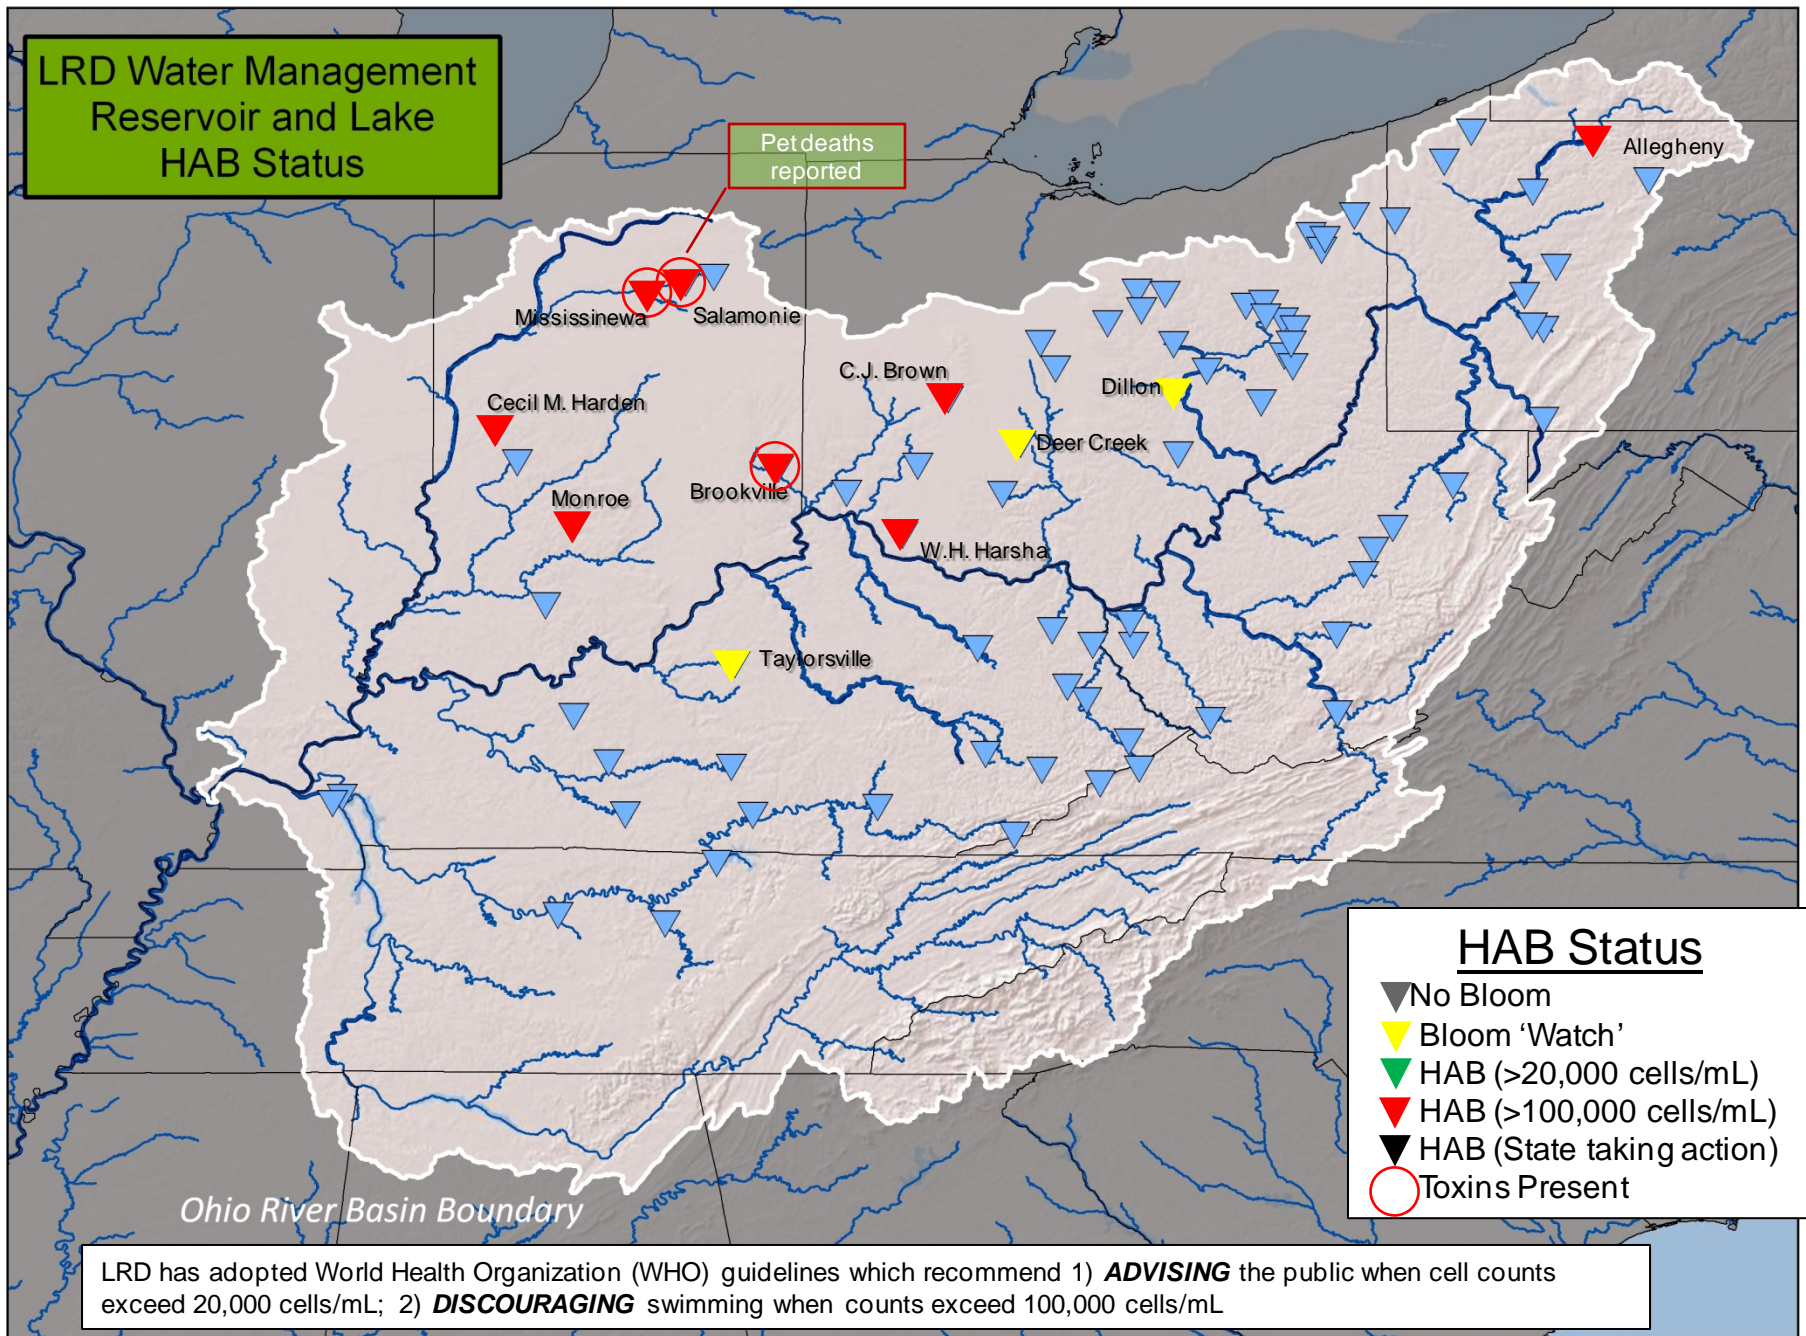 LRD Water Management
Reservoir and Lake
HAB Status
Pet deaths
reported
Allegheny
Mississinewa
Salamonie
C.J. Brown
Dillon
Cecil M. Harden
Deer Creek
Brookville
Monroe
W.H. Harsha
Taylorsville
HAB Status
No Bloom
Bloom ‘Watch’
HAB (>20,000 cells/mL)
HAB (>100,000 cells/mL)
HAB (State taking action)
Toxins Present
Ohio River Basin Boundary
LRD has adopted World Health Organization (WHO) guidelines which recommend 1) ADVISING the public when cell counts
exceed 20,000 cells/mL; 2) DISCOURAGING swimming when counts exceed 100,000 cells/mL